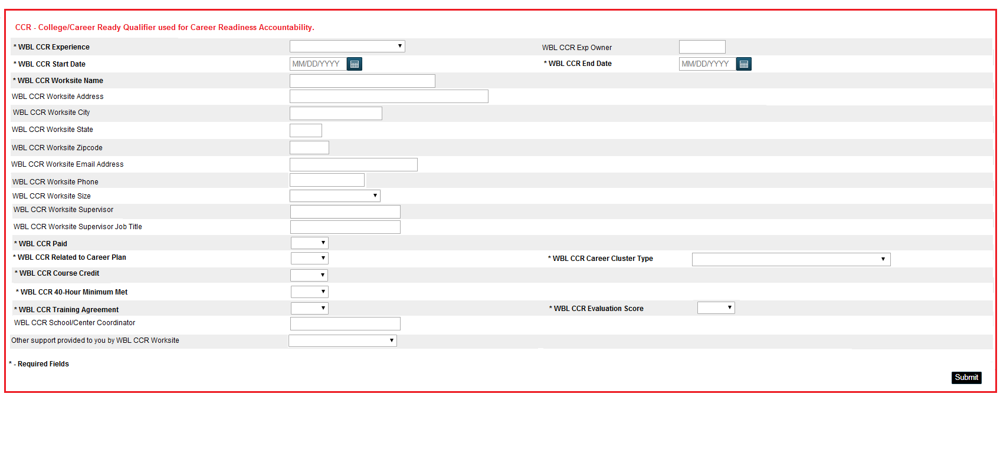 CCR - College/Career Ready Qualifier used for Career Readiness Accountability.
* WBL CCR Experience WBL CCR Exp Owner
* WBL CCR Start Date MM/DD/YYYY * WBL CCR End Date MM/DD/YYYY
* WBL CCR Worksite Name
WBL CCR Worksite Address
WBL CCR Worksite City
WBL CCR Worksite State
WBL CCR Worksite Zipcode
WBL CCR Worksite Email Address
WBL CCR Worksite Phone
WBL CCR Worksite Size
WBL CCR Worksite Supervisor
WBL CCR Worksite Supervisor Job Title
* WBL CCR Paid
* WBL CCR Related to Career Plan * WBL CCR Career Cluster Type
* WBL CCR Course Credit
* WBL CCR 40-Hour Minimum Met
* WBL CCR Training Agreement * WBL CCR Evaluation Score
WBL CCR School/Center Coordinator
Other support provided to you by WBL CCR Worksite
* - Required Fields
Submit